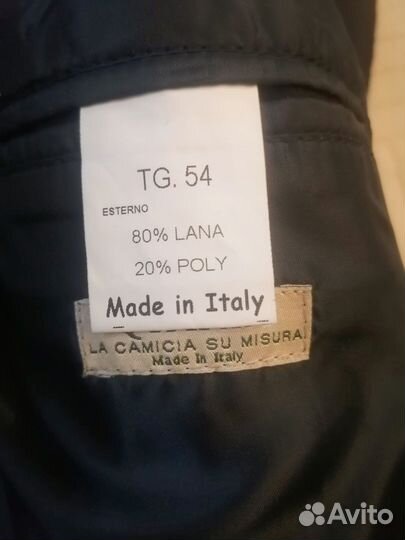 TG. 54
ESTERNO
80% LANA
20% POLY
Made in Italy
LA CAMICIA SU MISURA
Made In Italy
Avito